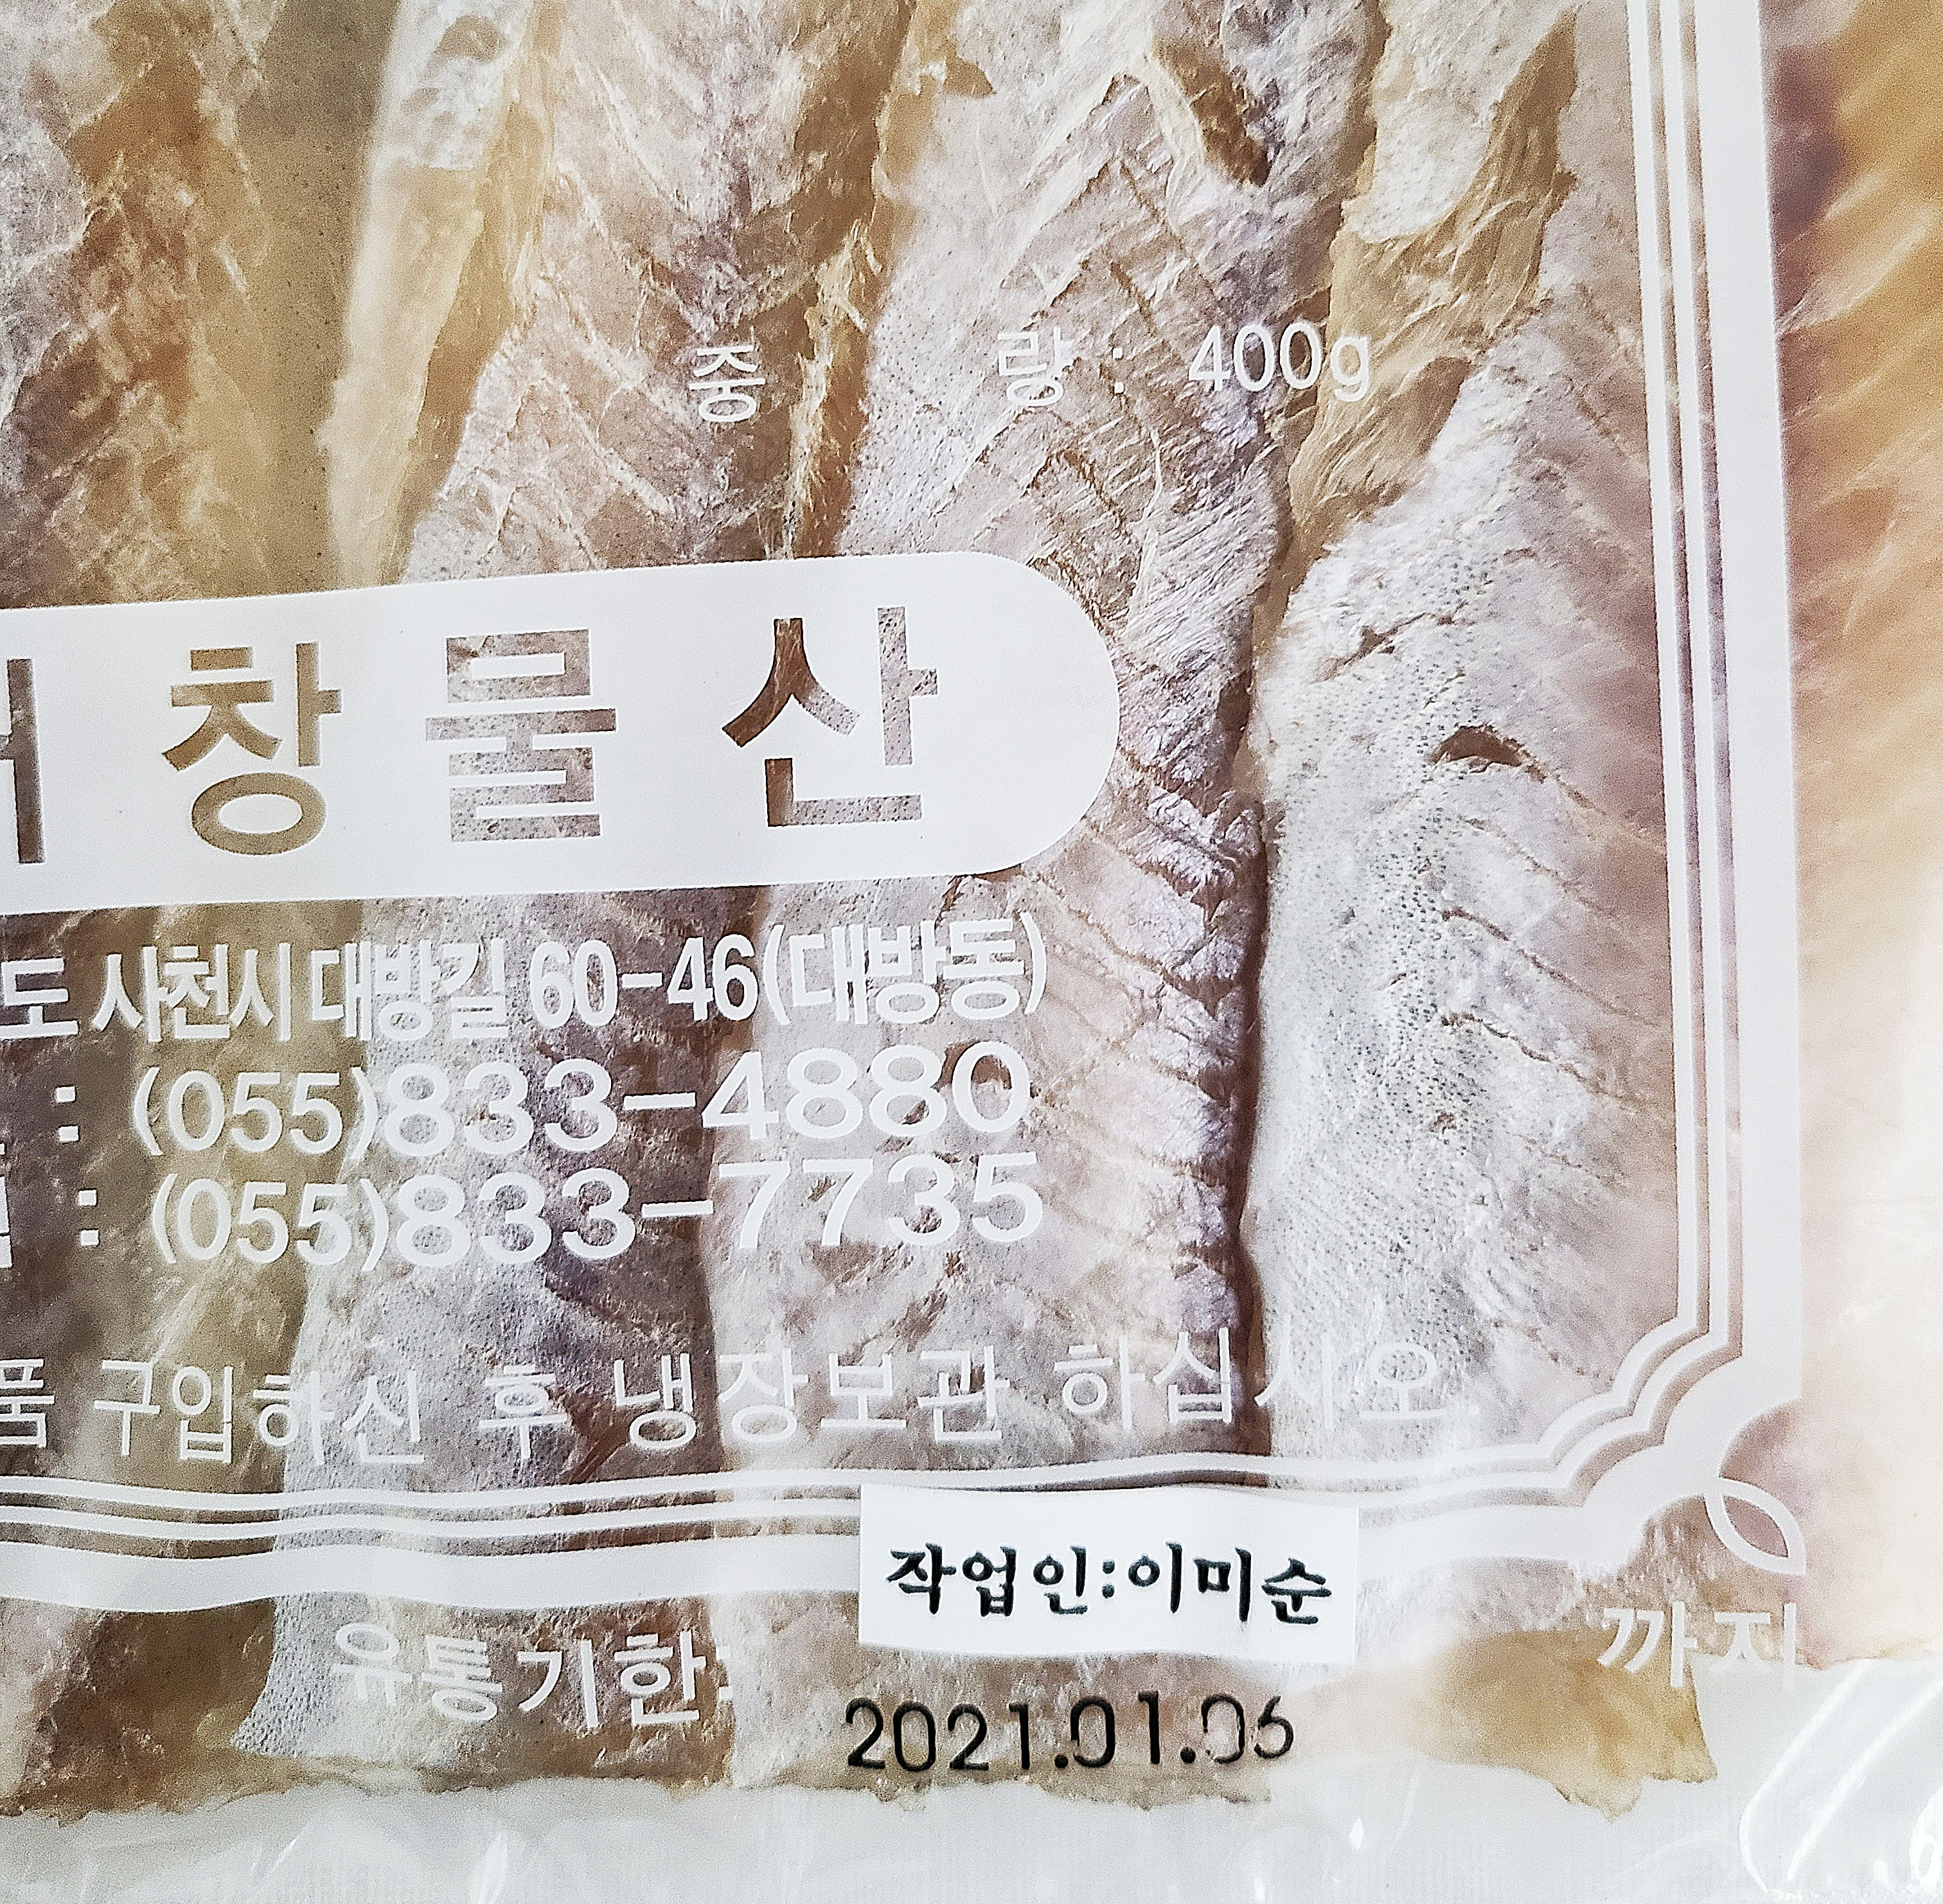 중 량 : 400g
창물산
도 사천시 대방길 60-46(대방동)
: (055)833-4880
: (055)833-7735
품 구입하신 후 냉장보관 하십시오.
작업인:이미순
유통기한: 까지
2021.01.06